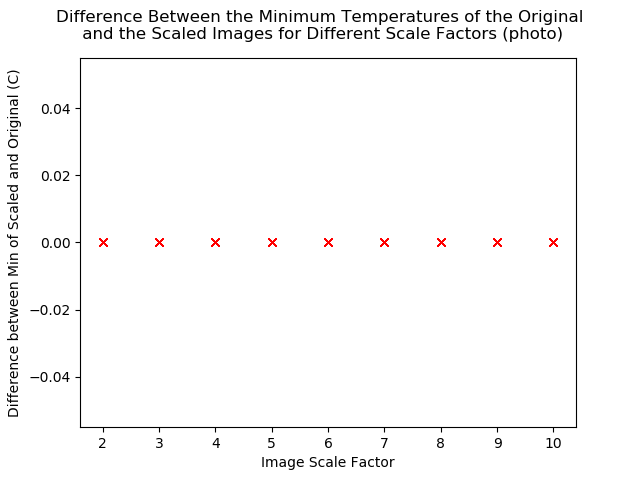 Difference Between the Minimum Temperatures of the Original
and the Scaled Images for Different Scale Factors (photo)
Difference between Min of Scaled and Original (C)
0.04
0.02
0.00
−0.02
−0.04
2 3 4 5 6 7 8 9 10
Image Scale Factor